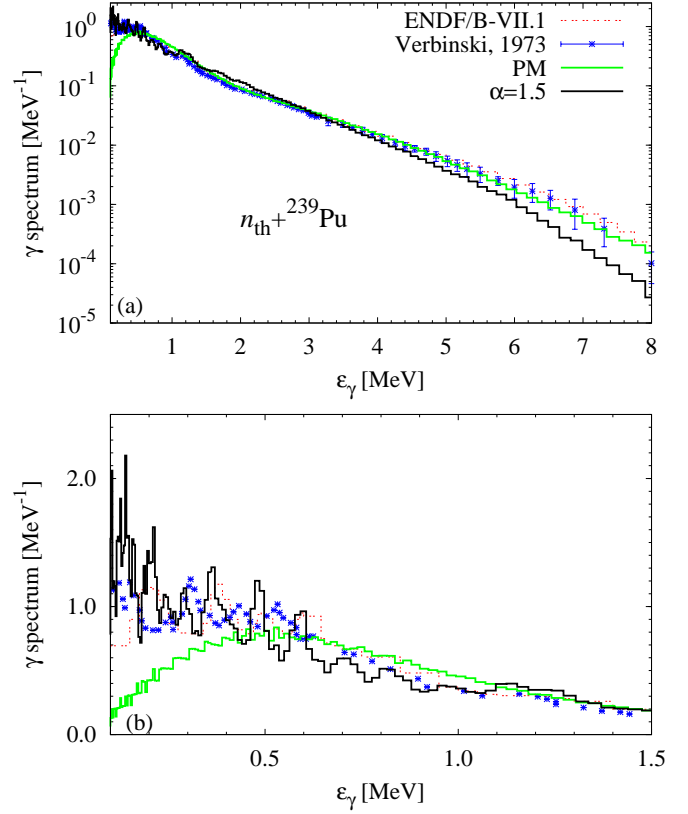 ENDF/B-VII.1
Verbinski, 1973
PM
α=1.5
10^0
10^-1
10^-2
10^-3
10^-4
10^-5
γ spectrum [MeV^-1]
n_th+^239Pu
(a)
1 2 3 4 5 6 7 8
ε_γ [MeV]
3.0
2.0
1.0
0.0
γ spectrum [MeV^-1]
(b)
0.5 1.0 1.5
ε_γ [MeV]